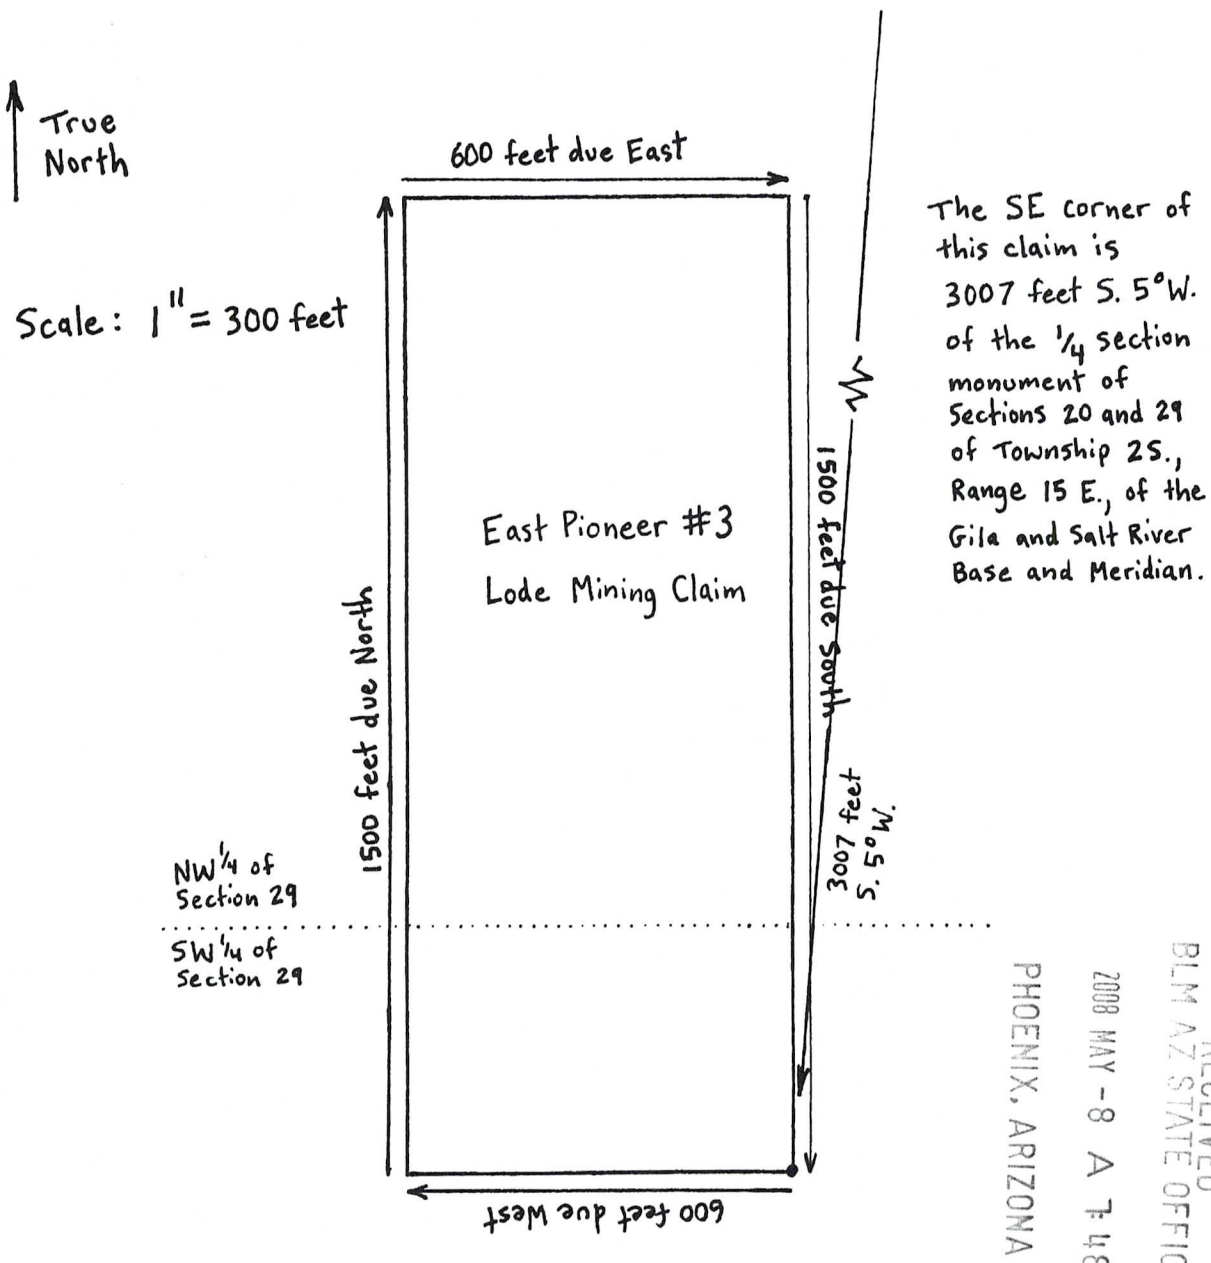 True
North
600 feet due East
Scale: 1" = 300 feet
The SE corner of
this claim is
3007 feet S. 5°W.
of the 1/4 section
monument of
Sections 20 and 29
of Township 2S.,
Range 15 E., of the
Gila and Salt River
Base and Meridian.
East Pioneer #3
Lode Mining Claim
1500 feet due North
1500 feet due South
3007 feet
S. 5°W.
NW 1/4 of
Section 29
SW 1/4 of
Section 29
600 feet due West
BLM AZ STATE OFFIC
2008 MAY -8 A 7:48
PHOENIX, ARIZONA